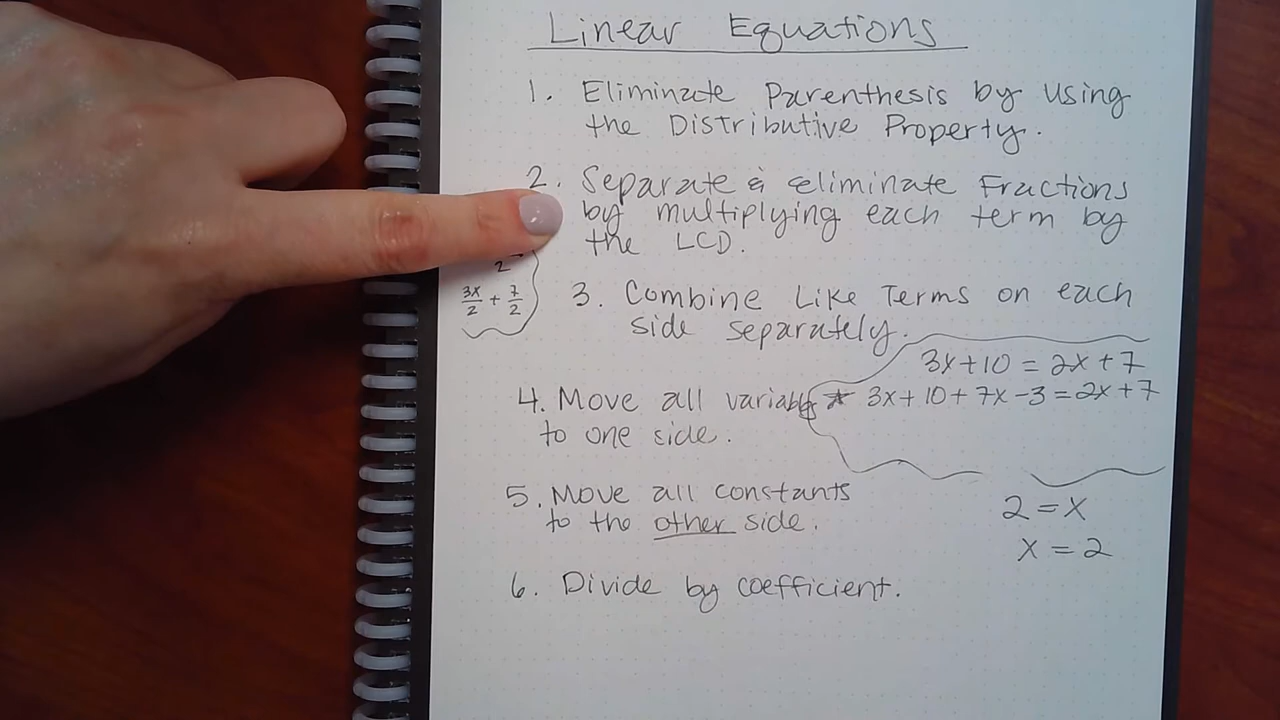 Linear Equations
1. Eliminate Parenthesis by using
the Distributive Property.
2. Separate & eliminate Fractions
by multiplying each term by
the LCD.
2
3x/2 + 7/2
3. Combine Like Terms on each
side separately.
3x+10 = 2x+7
4. Move all variables * 3x+10+7x-3=2x+7
to one side.
5. Move all constants
to the other side.
2=x
x=2
6. Divide by coefficient.